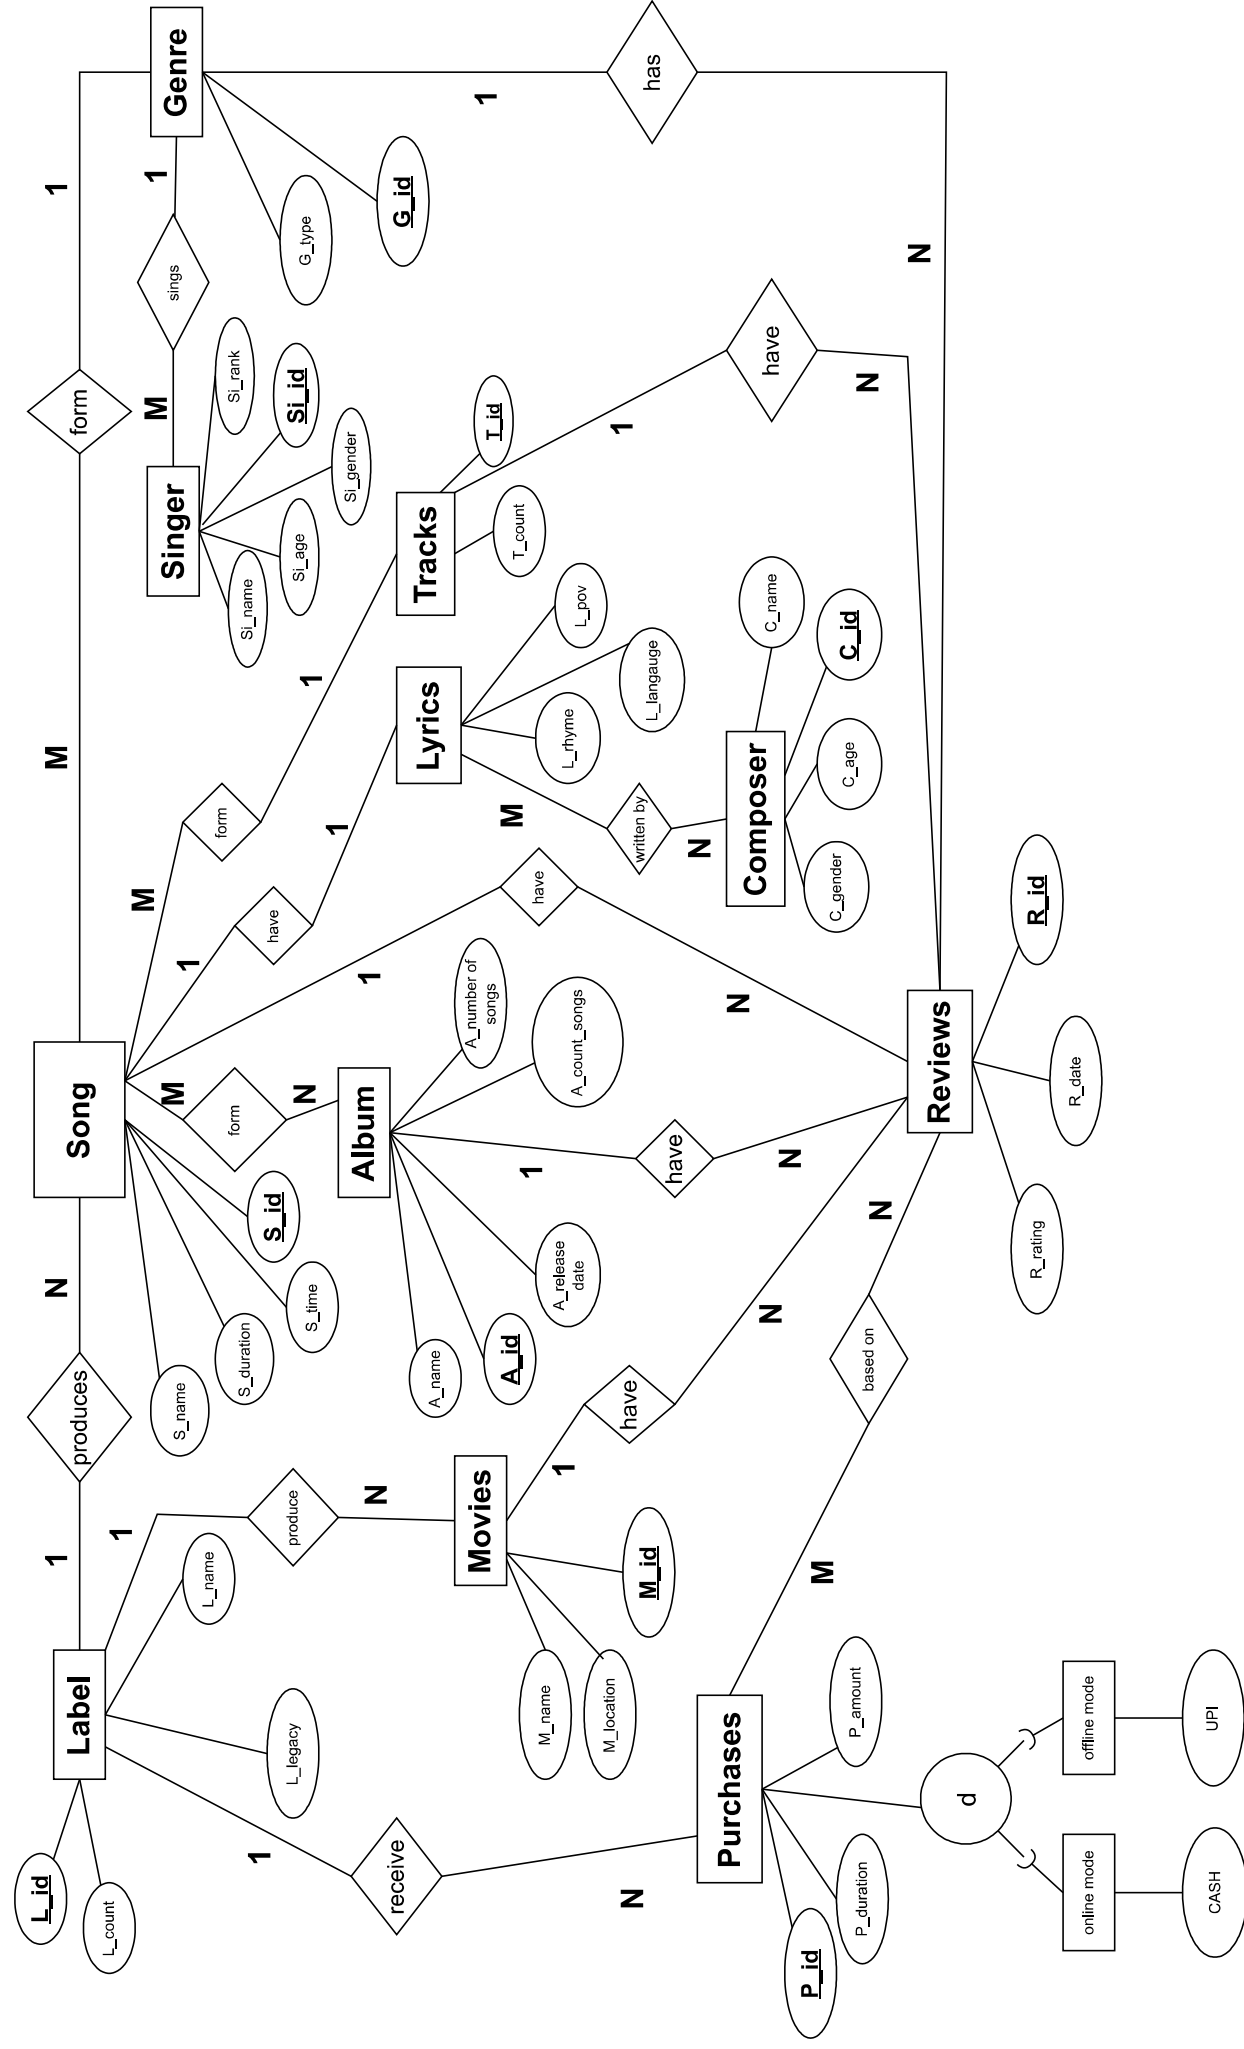 L_id
1
N
M
1
Label
produces
Song
form
L_count
1
M
M
1
M
Singer
sings
Genre
S_name
1
L_name
form
form
Si_rank
S_duration
Si_name
1
S_id
have
L_legacy
produce
Si_id
Si_age
N
G_type
S_time
1
1
Si_gender
Album
1
N
receive
G_id
Tracks
Lyrics
A_name
A_number of
songs
Movies
1
T_id
A_id
M
T_count
1
have
M_name
A_release
date
1
L_rhyme
A_count_songs
L_pov
M_location
1
have
N
written by
M_id
L_langauge
has
have
N
Purchases
N
Composer
N
C_name
have
N
P_id
M
C_gender
C_age
C_id
P_amount
P_duration
based on
N
N
N
Reviews
d
R_rating
R_id
R_date
online mode
offline mode
CASH
UPI